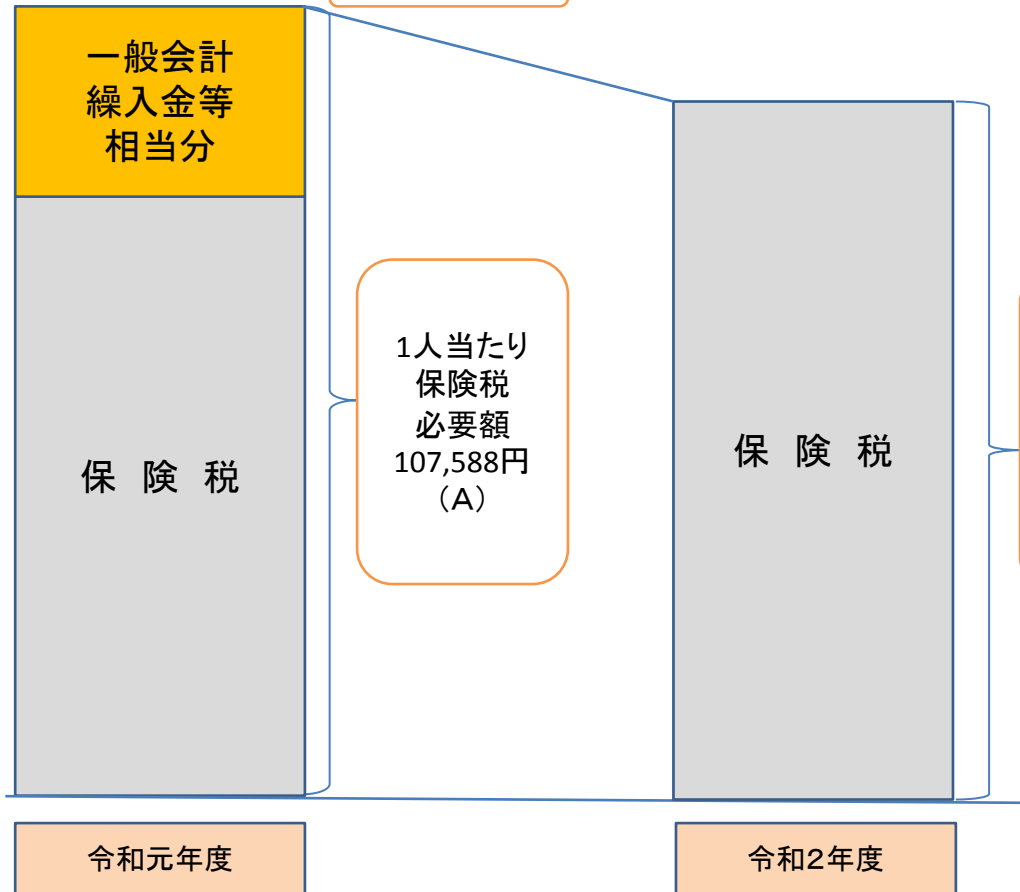 一般会計
繰入金等
相当分
保 険 税
1人当たり
保険税
必要額
107,588円
（A）
保 険 税
令和元年度
令和2年度